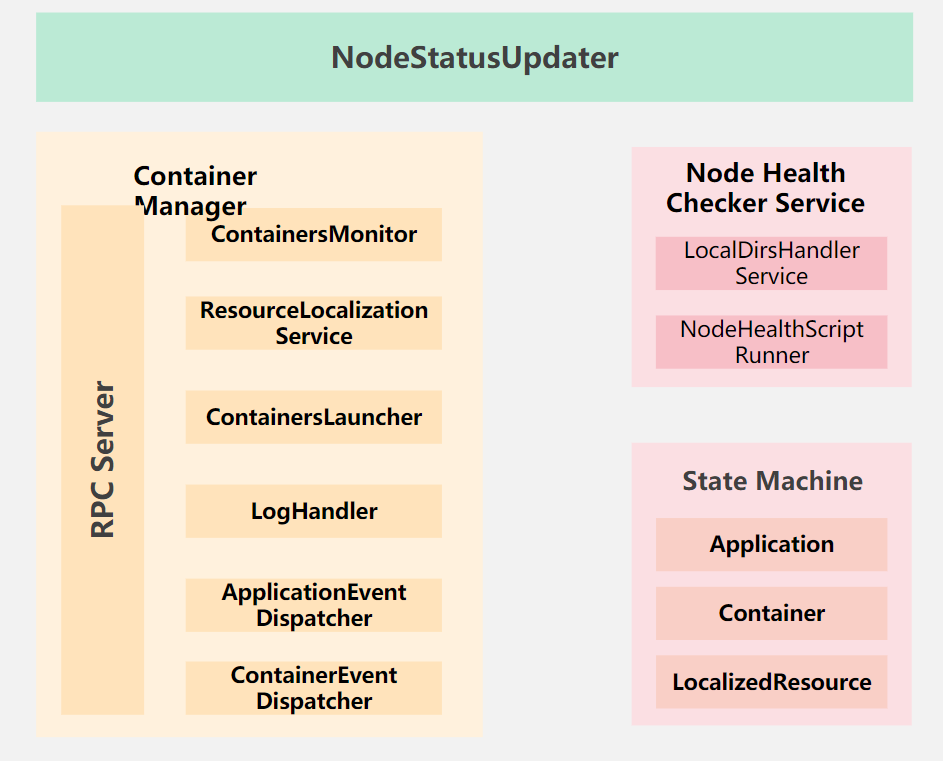 NodeStatusUpdater
Container
Manager
RPC Server
ContainersMonitor
ResourceLocalization
Service
ContainersLauncher
LogHandler
ApplicationEvent
Dispatcher
ContainerEvent
Dispatcher
Node Health
Checker Service
LocalDirsHandler
Service
NodeHealthScript
Runner
State Machine
Application
Container
LocalizedResource